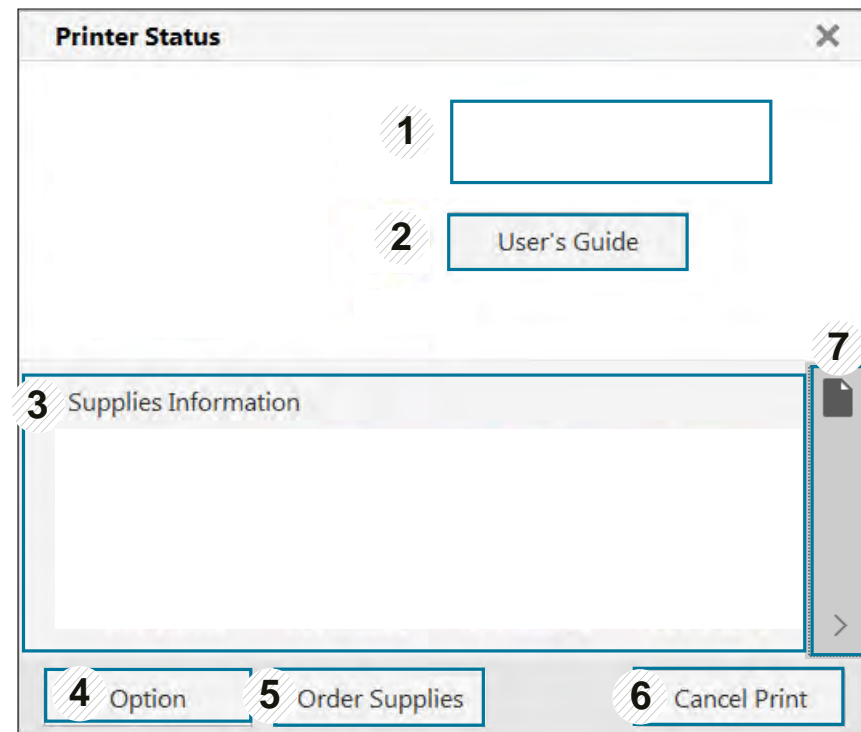 Printer Status
1
2 User's Guide
7
3 Supplies Information
4 Option 5 Order Supplies 6 Cancel Print